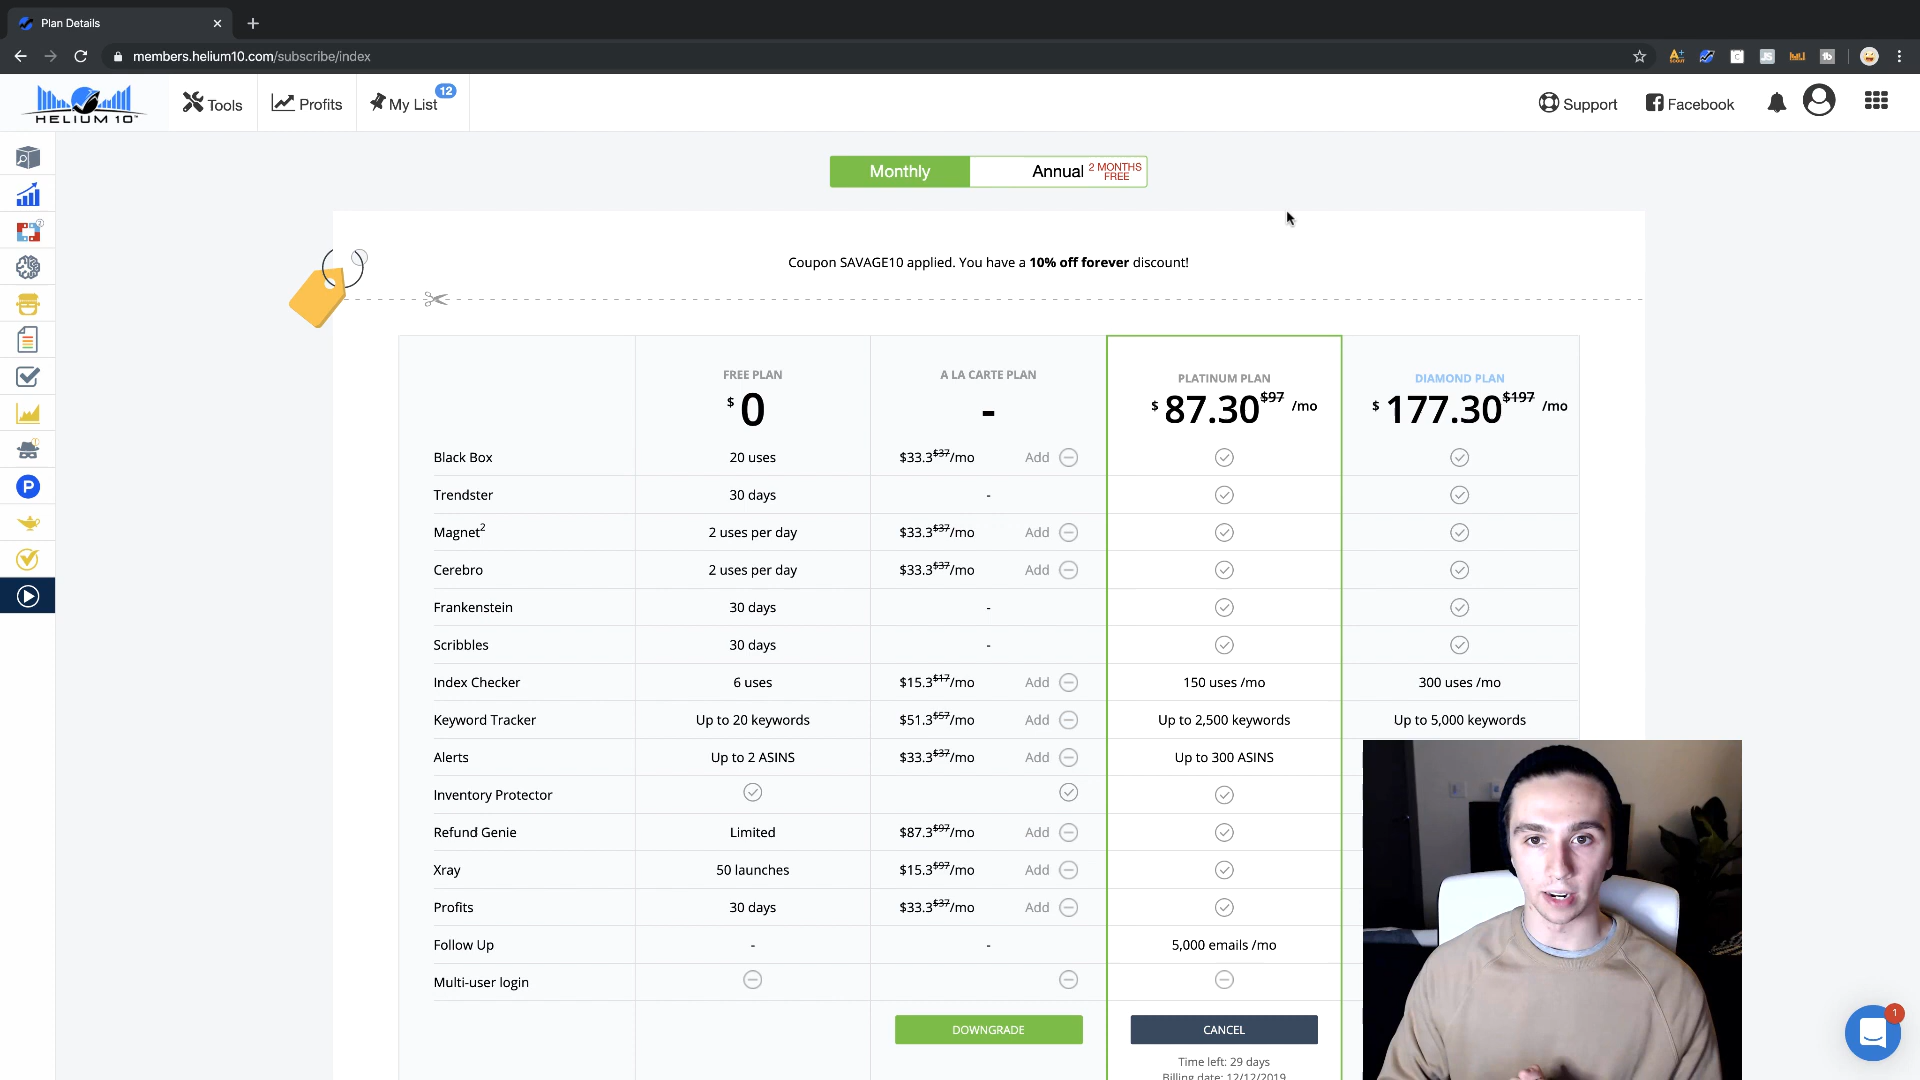 Plan Details
members.helium10.com/subscribe/index
HELIUM 10
Tools
Profits
My List 12
Support
Facebook
Monthly
Annual 2 MONTHS FREE
Coupon SAVAGE10 applied. You have a 10% off forever discount!
FREE PLAN
$ 0
A LA CARTE PLAN
-
PLATINUM PLAN
$ 87.30 $97 /mo
DIAMOND PLAN
$ 177.30 $197 /mo
Black Box 20 uses $33.3 $37/mo Add
Trendster 30 days -
Magnet² 2 uses per day $33.3 $37/mo Add
Cerebro 2 uses per day $33.3 $37/mo Add
Frankenstein 30 days -
Scribbles 30 days -
Index Checker 6 uses $15.3 $17/mo Add 150 uses /mo 300 uses /mo
Keyword Tracker Up to 20 keywords $51.3 $57/mo Add Up to 2,500 keywords Up to 5,000 keywords
Alerts Up to 2 ASINS $33.3 $37/mo Add Up to 300 ASINS
Inventory Protector
Refund Genie Limited $87.3 $97/mo Add
Xray 50 launches $15.3 $97/mo Add
Profits 30 days $33.3 $37/mo Add
Follow Up - - 5,000 emails /mo
Multi-user login
DOWNGRADE
CANCEL
Time left: 29 days
Billing date: 12/12/2019
1